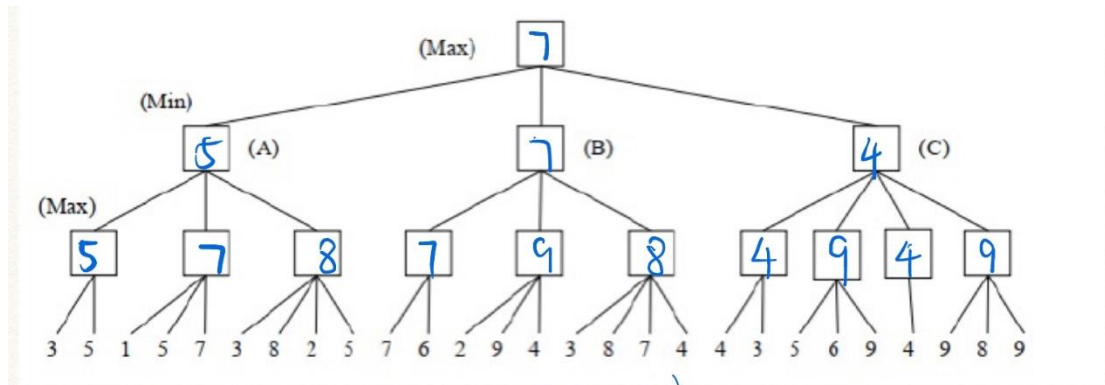 (Max) 7
(Min)
5 (A) 7 (B) 4 (C)
(Max)
5 7 8 7 9 8 4 9 4 9
3 5 1 5 7 3 8 2 5 7 6 2 9 4 3 8 7 4 4 3 5 6 9 4 9 8 9